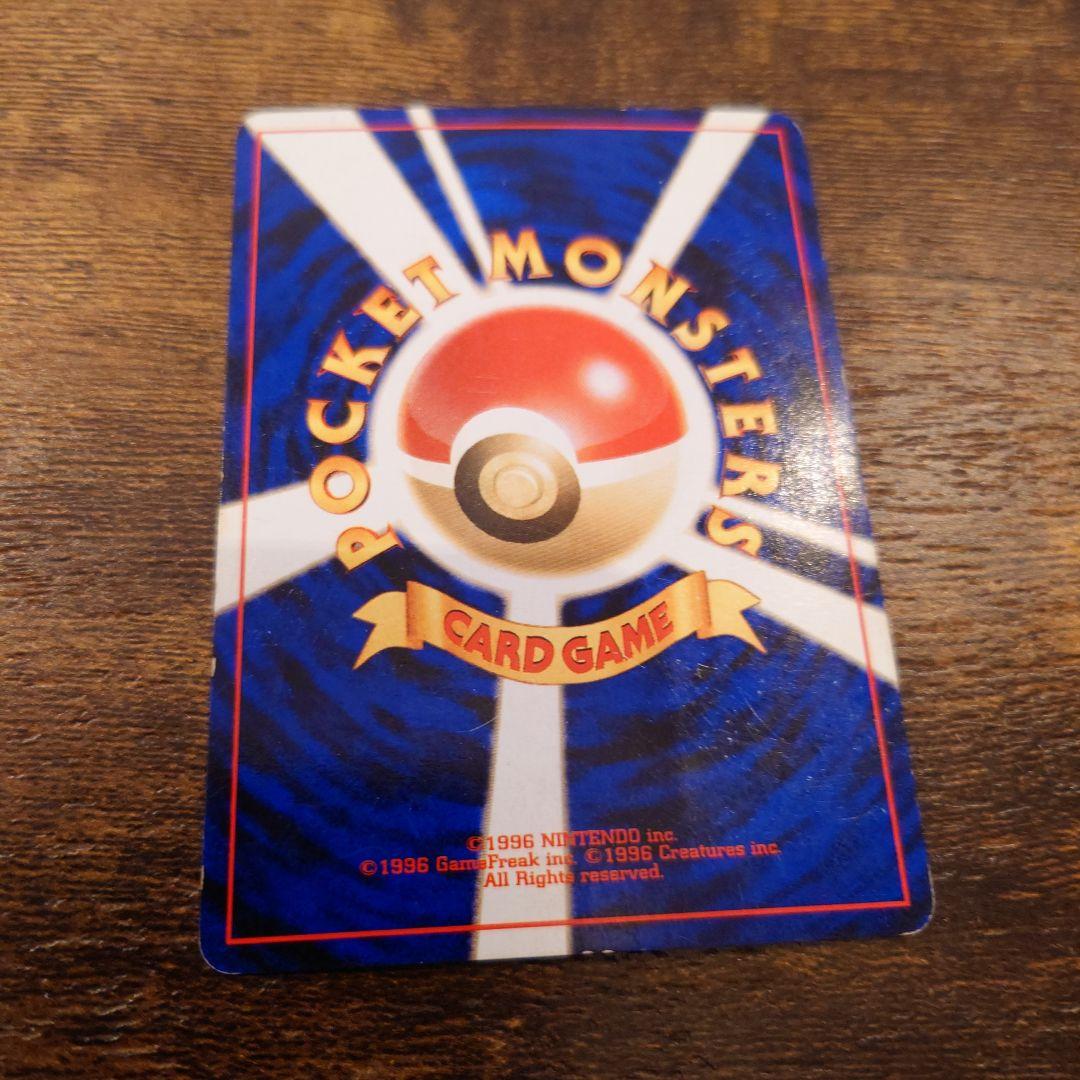 POCKET MONSTERS
CARD GAME
©1996 NINTENDO inc.
©1996 GameFreak inc. ©1996 Creatures inc.
All Rights reserved.